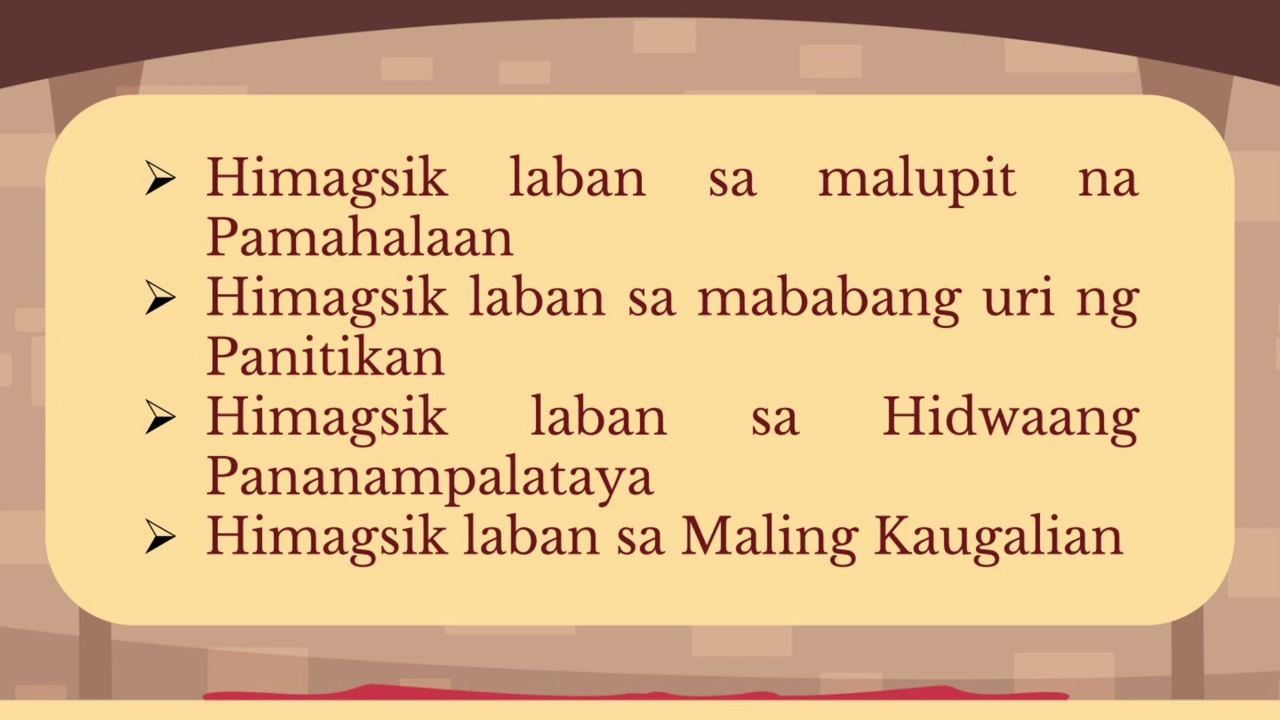 ➢ Himagsik laban sa malupit na
Pamahalaan
➢ Himagsik laban sa mababang uri ng
Panitikan
➢ Himagsik laban sa Hidwaang
Pananampalataya
➢ Himagsik laban sa Maling Kaugalian